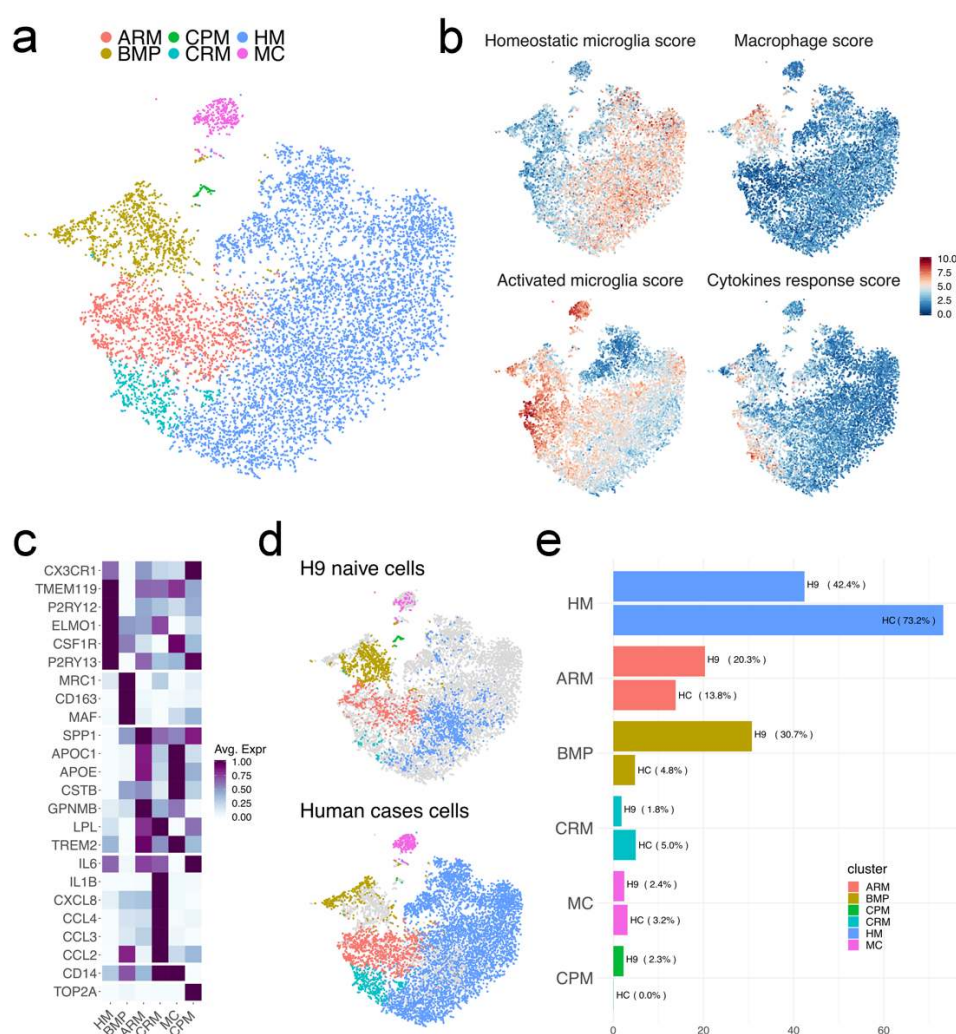 a
ARM CPM HM
BMP CRM MC
b
Homeostatic microglia score
Macrophage score
Activated microglia score
Cytokines response score
10.0
7.5
5.0
2.5
0.0
c
CX3CR1
TMEM119
P2RY12
ELMO1
CSF1R
P2RY13
MRC1
CD163
MAF
SPP1
APOC1
APOE
CSTB
GPNMB
LPL
TREM2
IL6
IL1B
CXCL8
CCL4
CCL3
CCL2
CD14
TOP2A
HM
BMP
ARM
CRM
MC
CPM
Avg. Expr
1.00
0.75
0.50
0.25
0.00
d
H9 naive cells
Human cases cells
e
HM
H9 (42.4%)
HC (73.2%)
ARM
H9 (20.3%)
HC (13.8%)
BMP
H9 (30.7%)
HC (4.8%)
CRM
H9 (1.8%)
HC (5.0%)
MC
H9 (2.4%)
HC (3.2%)
CPM
H9 (2.3%)
HC (0.0%)
cluster
ARM
BMP
CPM
CRM
HM
MC
0 20 40 60